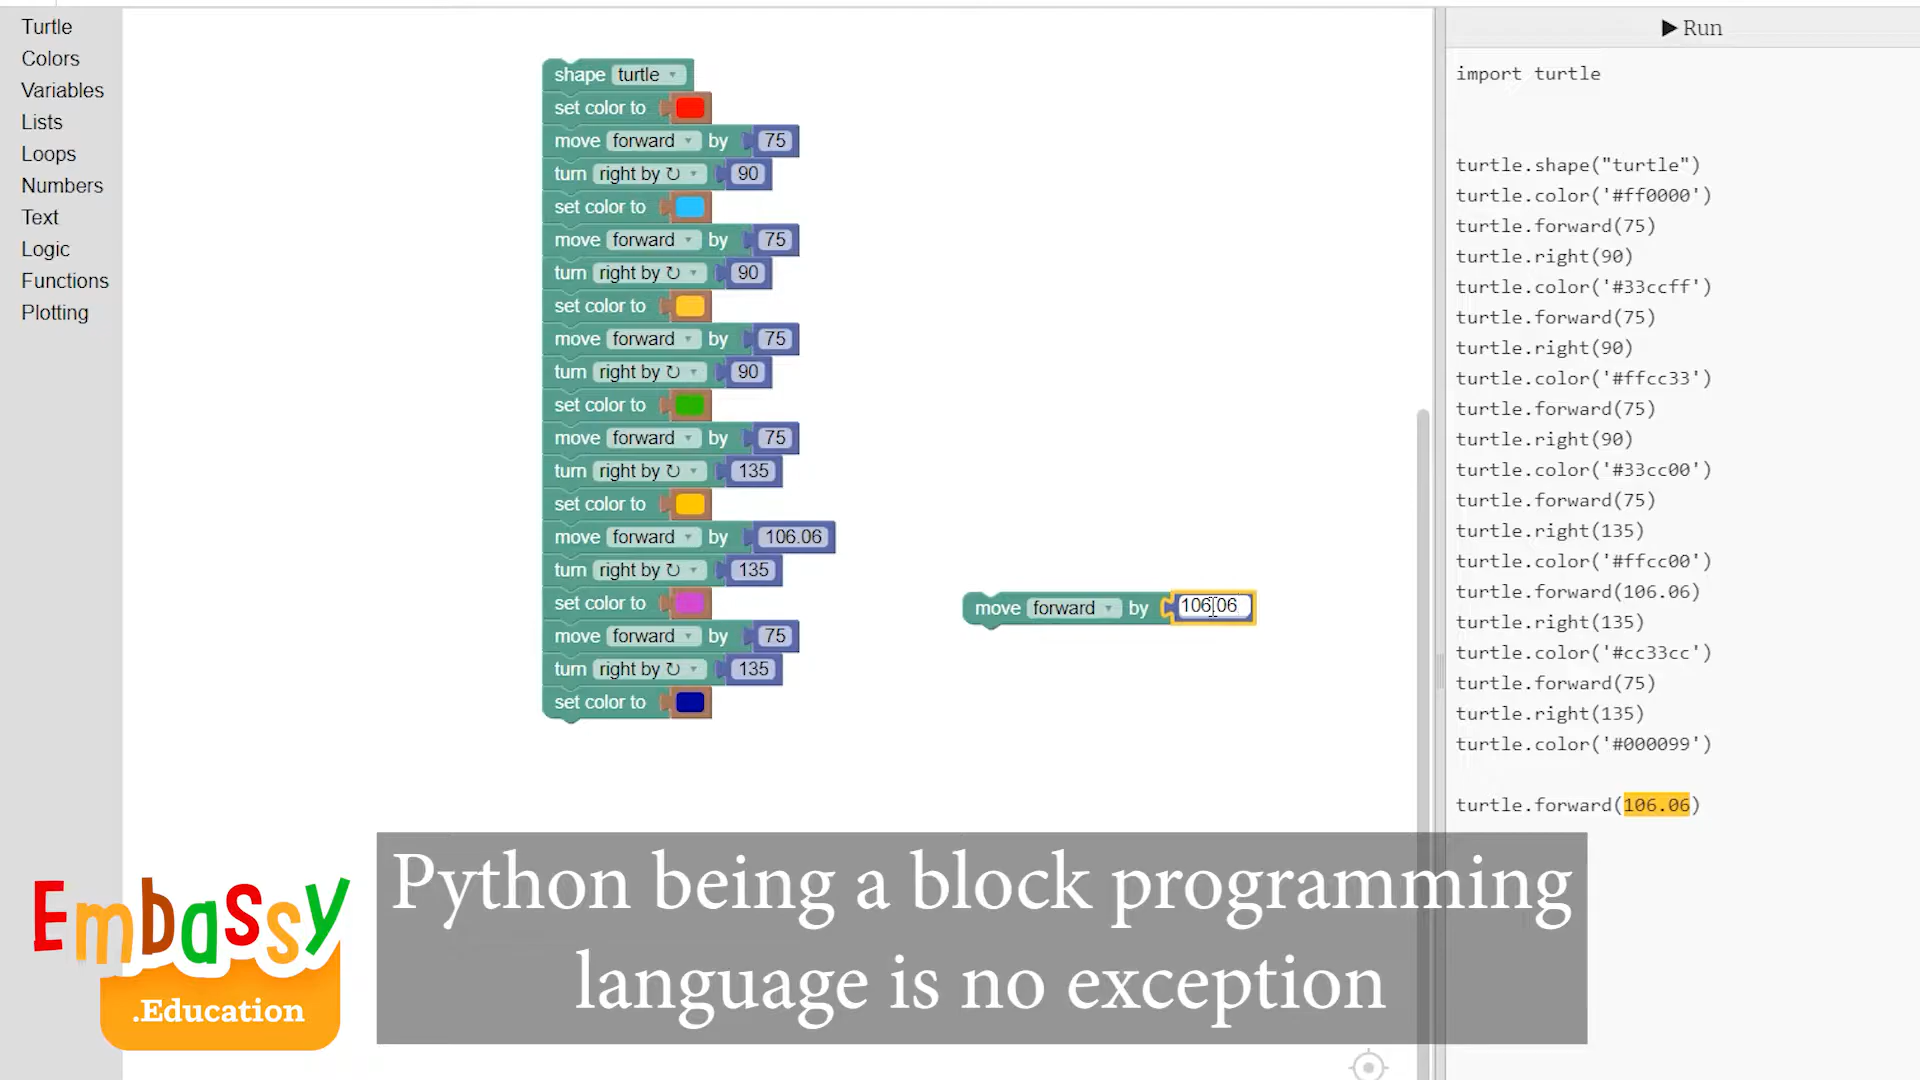 Turtle
Colors
Variables
Lists
Loops
Numbers
Text
Logic
Functions
Plotting
shape turtle
set color to
move forward by 75
turn right by ↻ 90
set color to
move forward by 75
turn right by ↻ 90
set color to
move forward by 75
turn right by ↻ 90
set color to
move forward by 75
turn right by ↻ 135
set color to
move forward by 106.06
turn right by ↻ 135
set color to
move forward by 75
turn right by ↻ 135
set color to
move forward by 106.06
Run
import turtle
turtle.shape("turtle")
turtle.color('#ff0000')
turtle.forward(75)
turtle.right(90)
turtle.color('#33ccff')
turtle.forward(75)
turtle.right(90)
turtle.color('#ffcc33')
turtle.forward(75)
turtle.right(90)
turtle.color('#33cc00')
turtle.forward(75)
turtle.right(135)
turtle.color('#ffcc00')
turtle.forward(106.06)
turtle.right(135)
turtle.color('#cc33cc')
turtle.forward(75)
turtle.right(135)
turtle.color('#000099')
turtle.forward(106.06)
Embassy
.Education
Python being a block programming
language is no exception